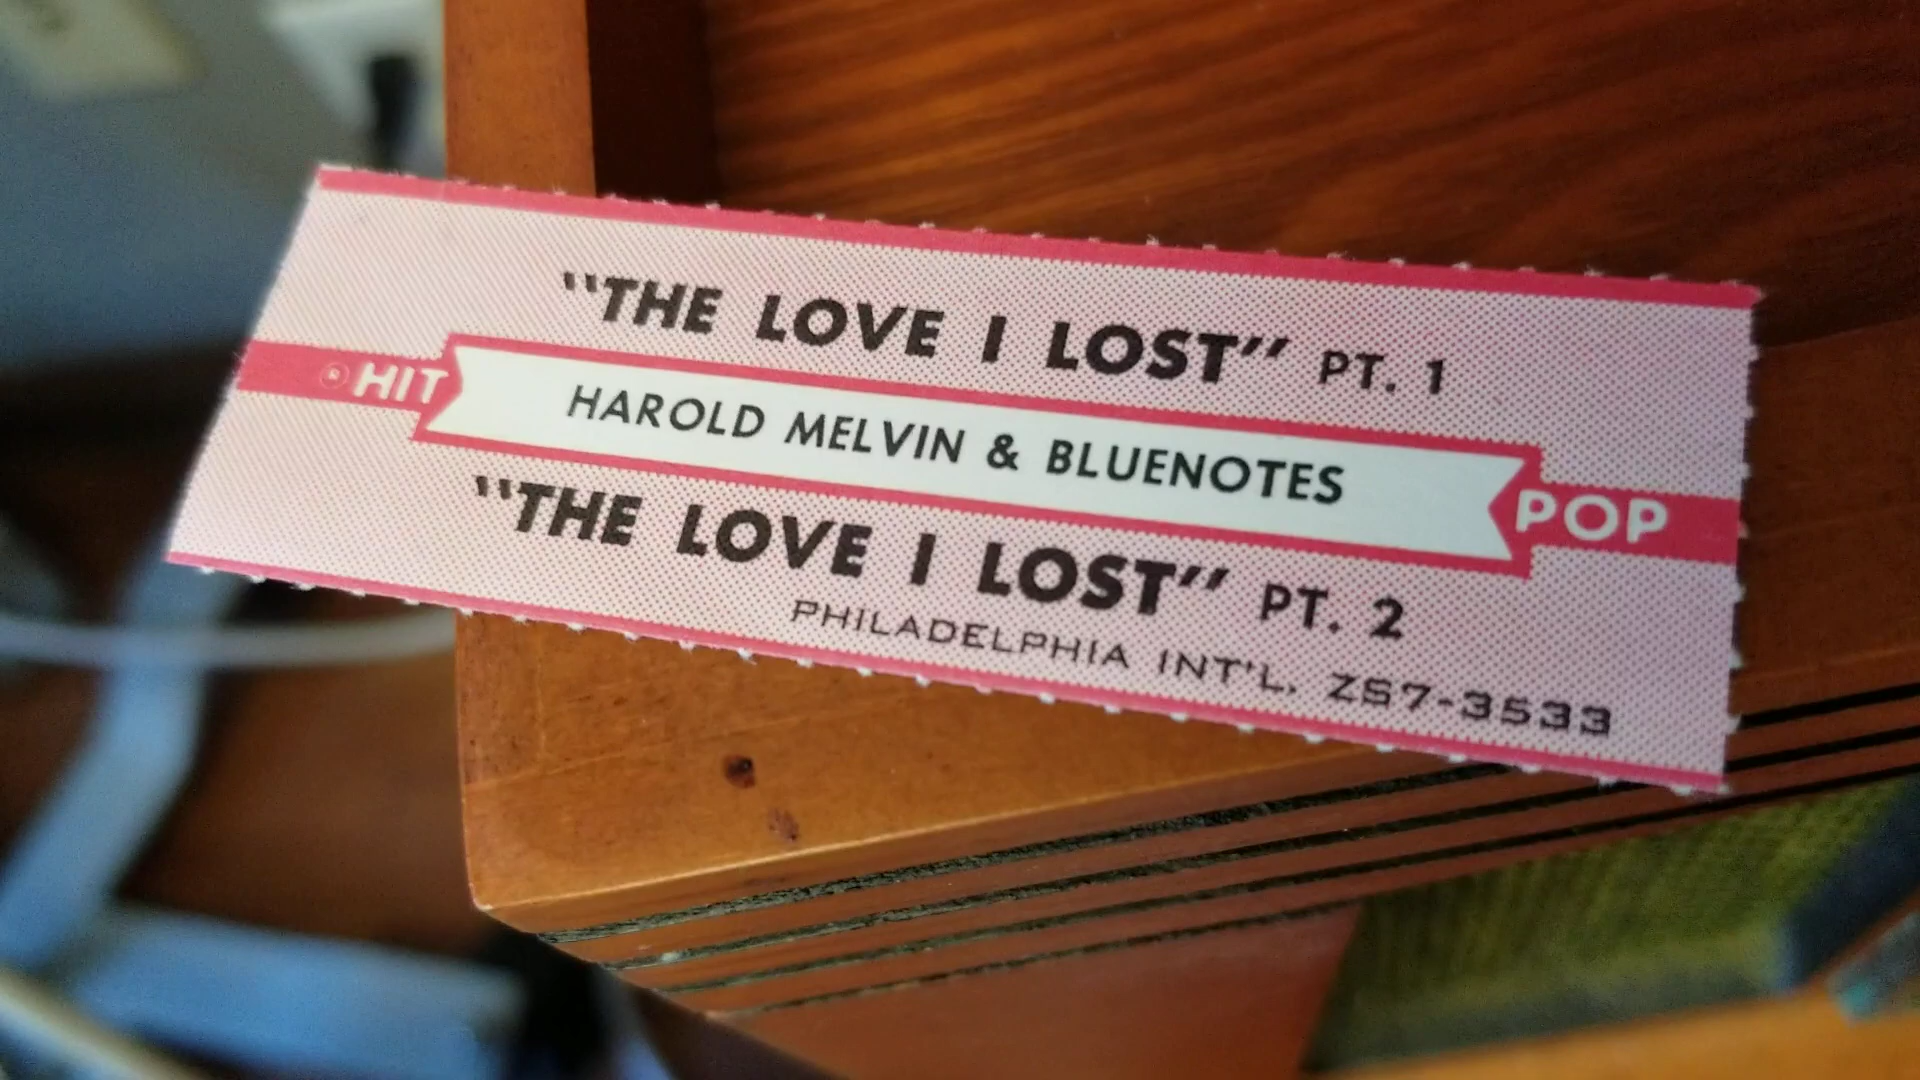 "THE LOVE I LOST" PT. 1
® HIT
HAROLD MELVIN & BLUENOTES
POP
"THE LOVE I LOST" PT. 2
PHILADELPHIA INT'L. ZS7-3533